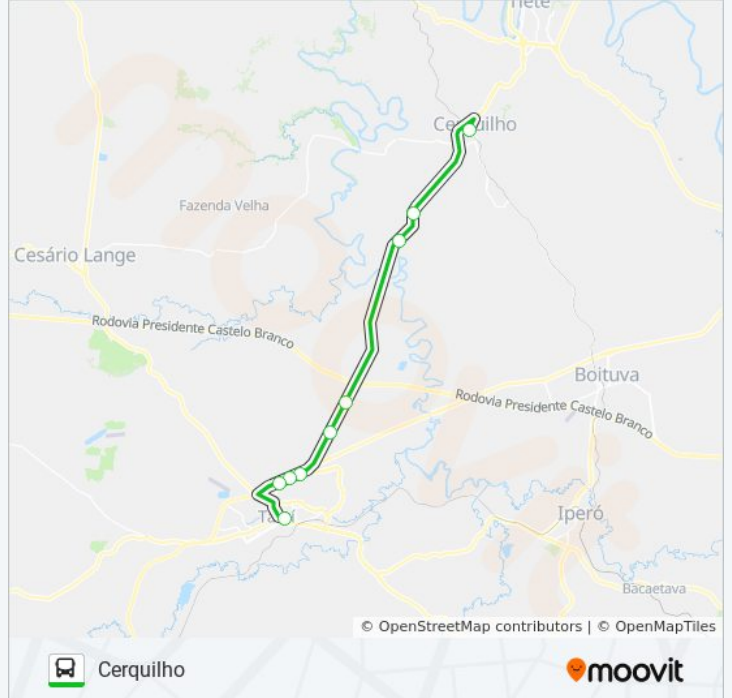 Tietê
Cerquilho
Fazenda Velha
Cesário Lange
Rodovia Presidente Castelo Branco
Boituva
Rodovia Presidente Castelo Branco
Iperó
Bacaetava
© OpenStreetMap contributors | © OpenMapTiles
Cerquilho
moovit